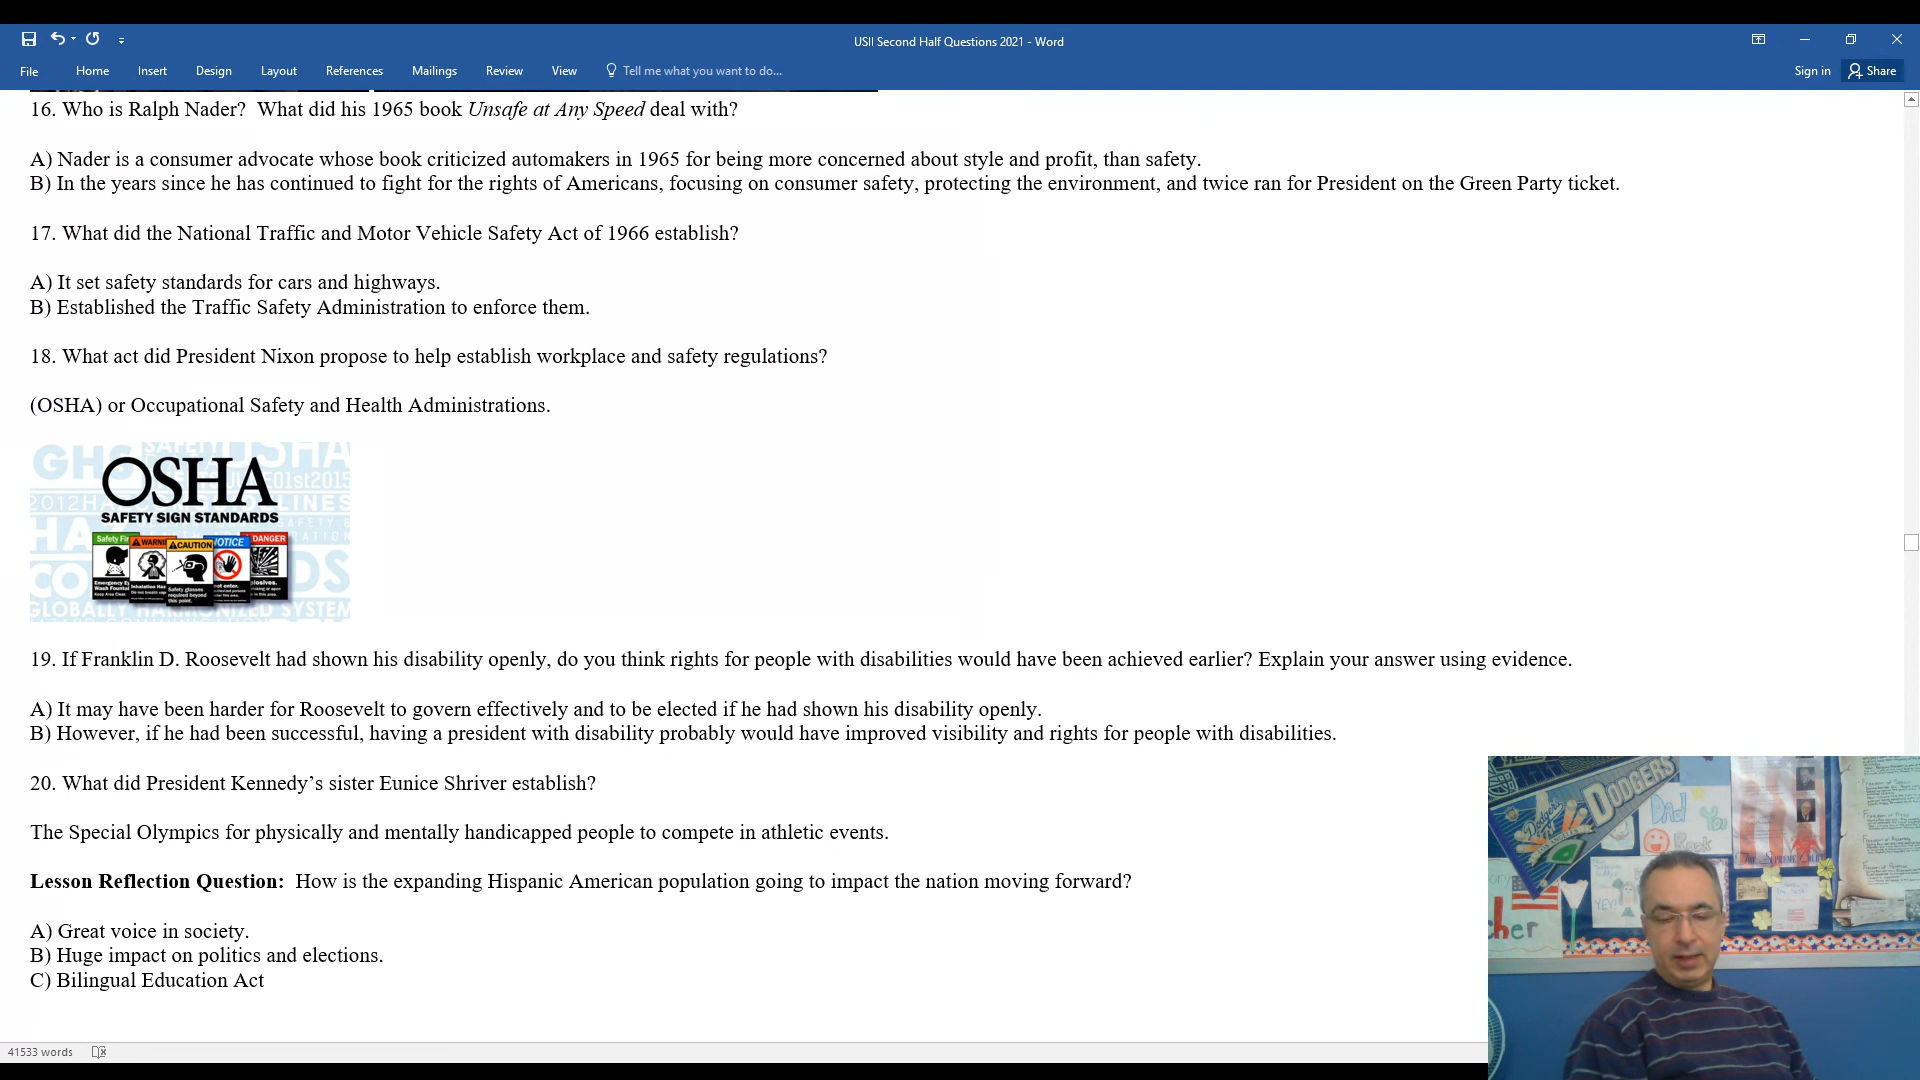 USII Second Half Questions 2021 - Word
File Home Insert Design Layout References Mailings Review View Tell me what you want to do... Sign in Share
16. Who is Ralph Nader?  What did his 1965 book Unsafe at Any Speed deal with?
A) Nader is a consumer advocate whose book criticized automakers in 1965 for being more concerned about style and profit, than safety.
B) In the years since he has continued to fight for the rights of Americans, focusing on consumer safety, protecting the environment, and twice ran for President on the Green Party ticket.
17. What did the National Traffic and Motor Vehicle Safety Act of 1966 establish?
A) It set safety standards for cars and highways.
B) Established the Traffic Safety Administration to enforce them.
18. What act did President Nixon propose to help establish workplace and safety regulations?
(OSHA) or Occupational Safety and Health Administrations.
OSHA
SAFETY SIGN STANDARDS
CAUTION
NOTICE
DANGER
Safety glasses
required beyond
this point.
GLOBALLY HARMONIZED SYSTEM
19. If Franklin D. Roosevelt had shown his disability openly, do you think rights for people with disabilities would have been achieved earlier? Explain your answer using evidence.
A) It may have been harder for Roosevelt to govern effectively and to be elected if he had shown his disability openly.
B) However, if he had been successful, having a president with disability probably would have improved visibility and rights for people with disabilities.
20. What did President Kennedy’s sister Eunice Shriver establish?
The Special Olympics for physically and mentally handicapped people to compete in athletic events.
Lesson Reflection Question:  How is the expanding Hispanic American population going to impact the nation moving forward?
A) Great voice in society.
B) Huge impact on politics and elections.
C) Bilingual Education Act
DODGERS
41533 words